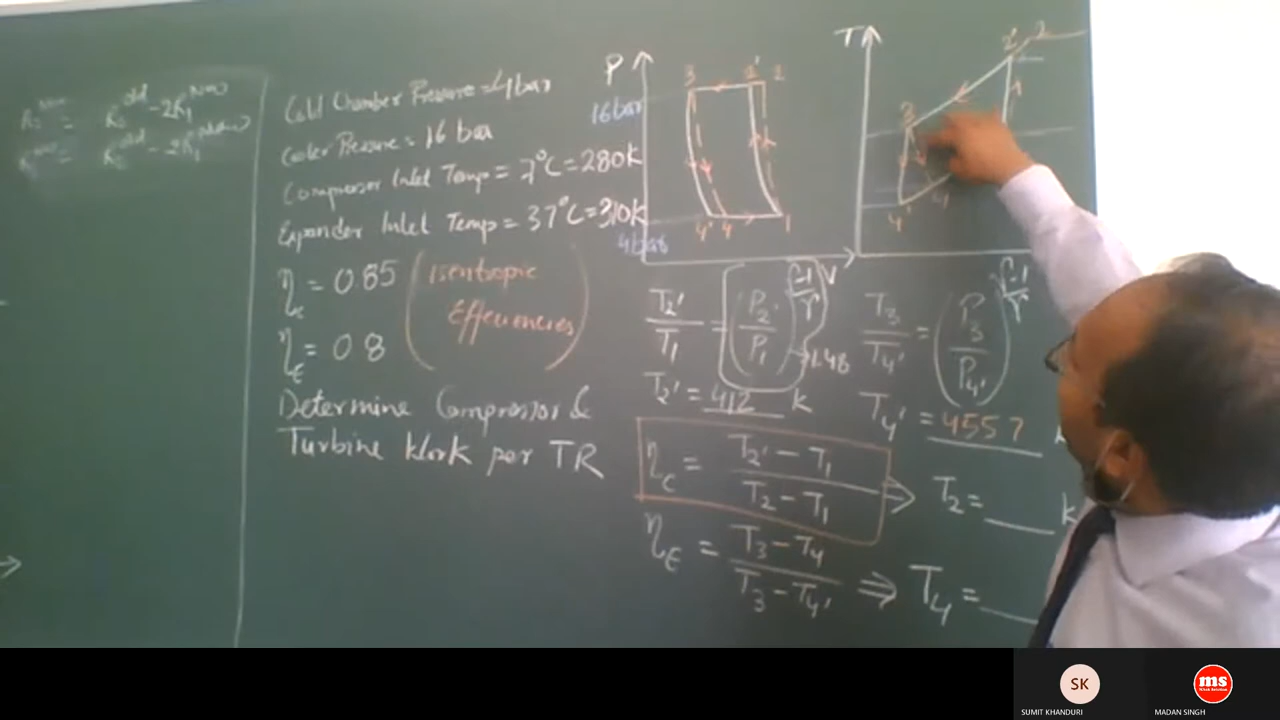 Cold Chamber Pressure = 4 bar
Cooler Pressure = 16 bar
Compressor Inlet Temp = 7°C = 280K
Expander Inlet Temp = 37°C = 310K
η_c = 0.85 (Isentropic
Efficiencies)
η_E = 0.8
Determine Compressor &
Turbine Work per TR
P
3 2' 2
16 bar
4' 4 1
4 bar
V
T
2' 2
3
4
4'
T2'/T1 = (P2'/P1)^(γ-1/γ) → 1.48
T2' = 412 K
T3/T4' = (P3/P4')^(γ-1/γ)
T4' = 455.7
η_c = (T2' - T1)/(T2 - T1) ⇒ T2 = ___ K
η_E = (T3 - T4)/(T3 - T4') ⇒ T4 = ___
SK
SUMIT KHANDURI
ms
MADAN SINGH